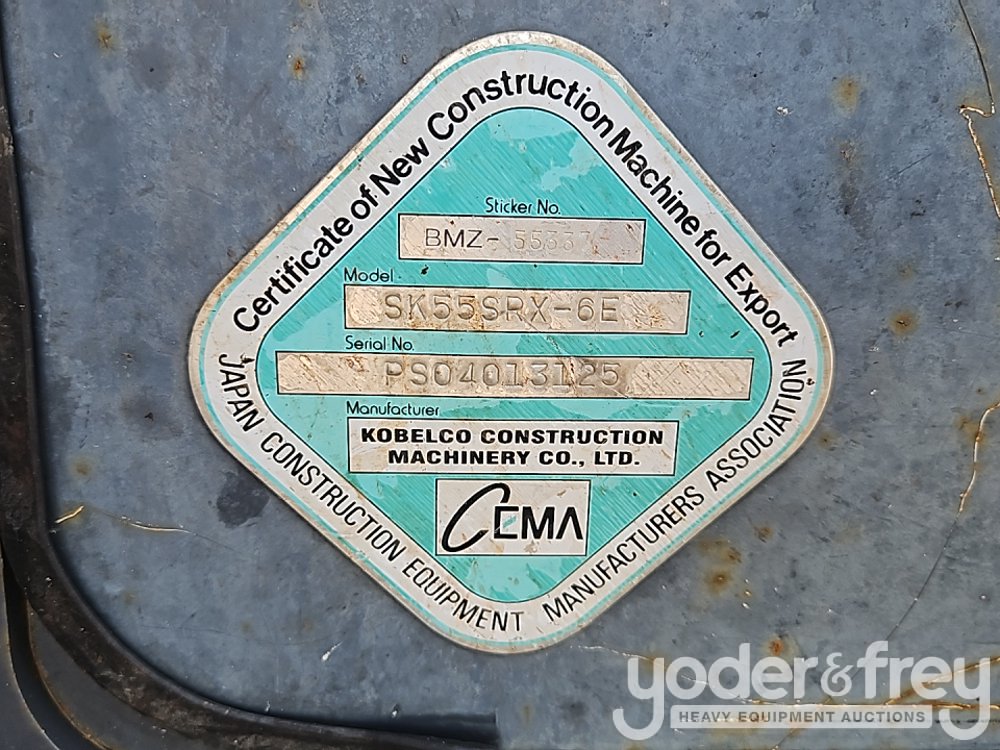 Certificate of New Construction Machine for Export
Sticker No.
BMZ- 55337
Model
SK55SRX-6E
Serial No.
PS04013125
Manufacturer
KOBELCO CONSTRUCTION
MACHINERY CO., LTD.
CEMA
JAPAN CONSTRUCTION EQUIPMENT MANUFACTURERS ASSOCIATION
yoder&frey
HEAVY EQUIPMENT AUCTIONS